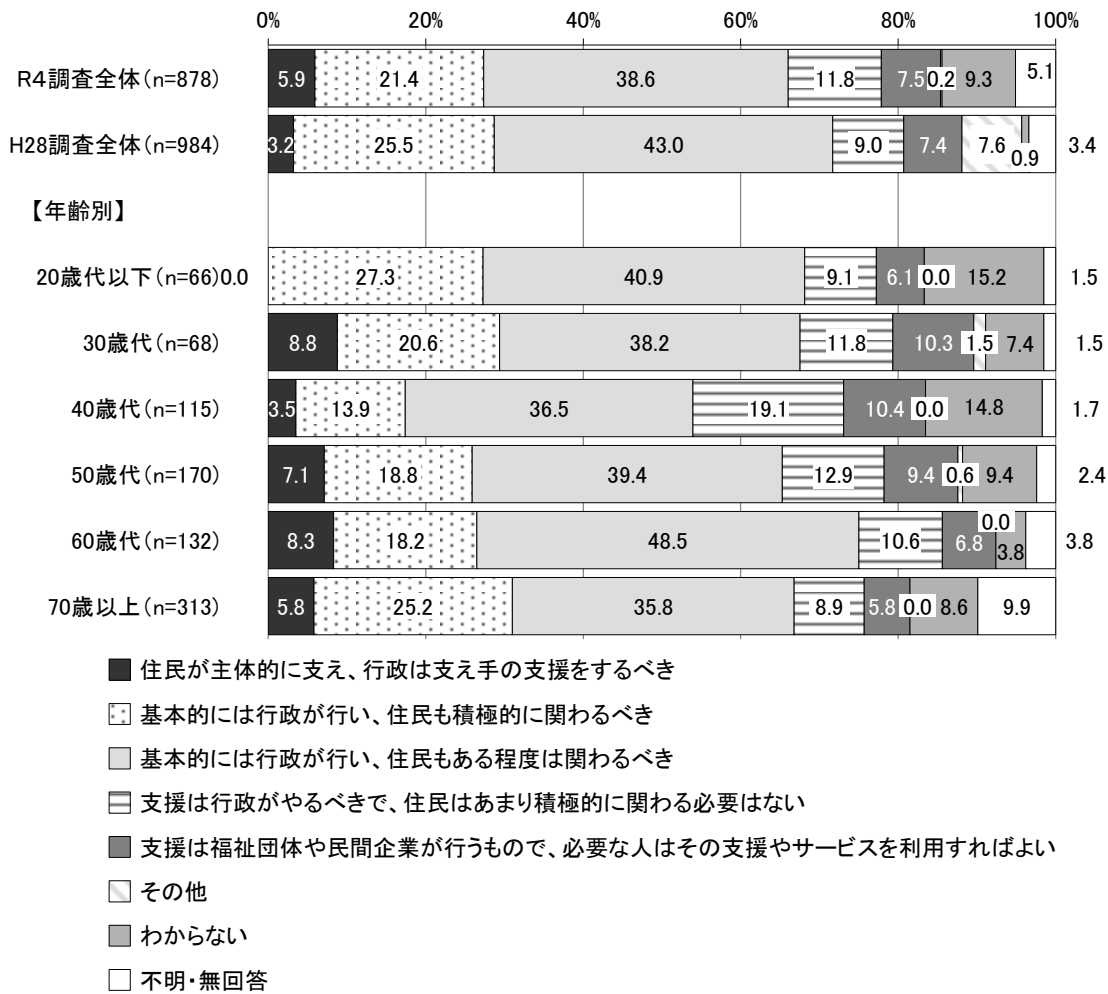 0% 20% 40% 60% 80% 100%
R4調査全体(n=878) 5.9 21.4 38.6 11.8 7.5 0.2 9.3 5.1
H28調査全体(n=984) 3.2 25.5 43.0 9.0 7.4 7.6 0.9 3.4
【年齢別】
20歳代以下(n=66) 0.0 27.3 40.9 9.1 6.1 0.0 15.2 1.5
30歳代(n=68) 8.8 20.6 38.2 11.8 10.3 1.5 7.4 1.5
40歳代(n=115) 3.5 13.9 36.5 19.1 10.4 0.0 14.8 1.7
50歳代(n=170) 7.1 18.8 39.4 12.9 9.4 0.6 9.4 2.4
60歳代(n=132) 8.3 18.2 48.5 10.6 6.8 0.0 3.8 3.8
70歳以上(n=313) 5.8 25.2 35.8 8.9 5.8 0.0 8.6 9.9
住民が主体的に支え、行政は支え手の支援をするべき
基本的には行政が行い、住民も積極的に関わるべき
基本的には行政が行い、住民もある程度は関わるべき
支援は行政がやるべきで、住民はあまり積極的に関わる必要はない
支援は福祉団体や民間企業が行うもので、必要な人はその支援やサービスを利用すればよい
その他
わからない
不明・無回答